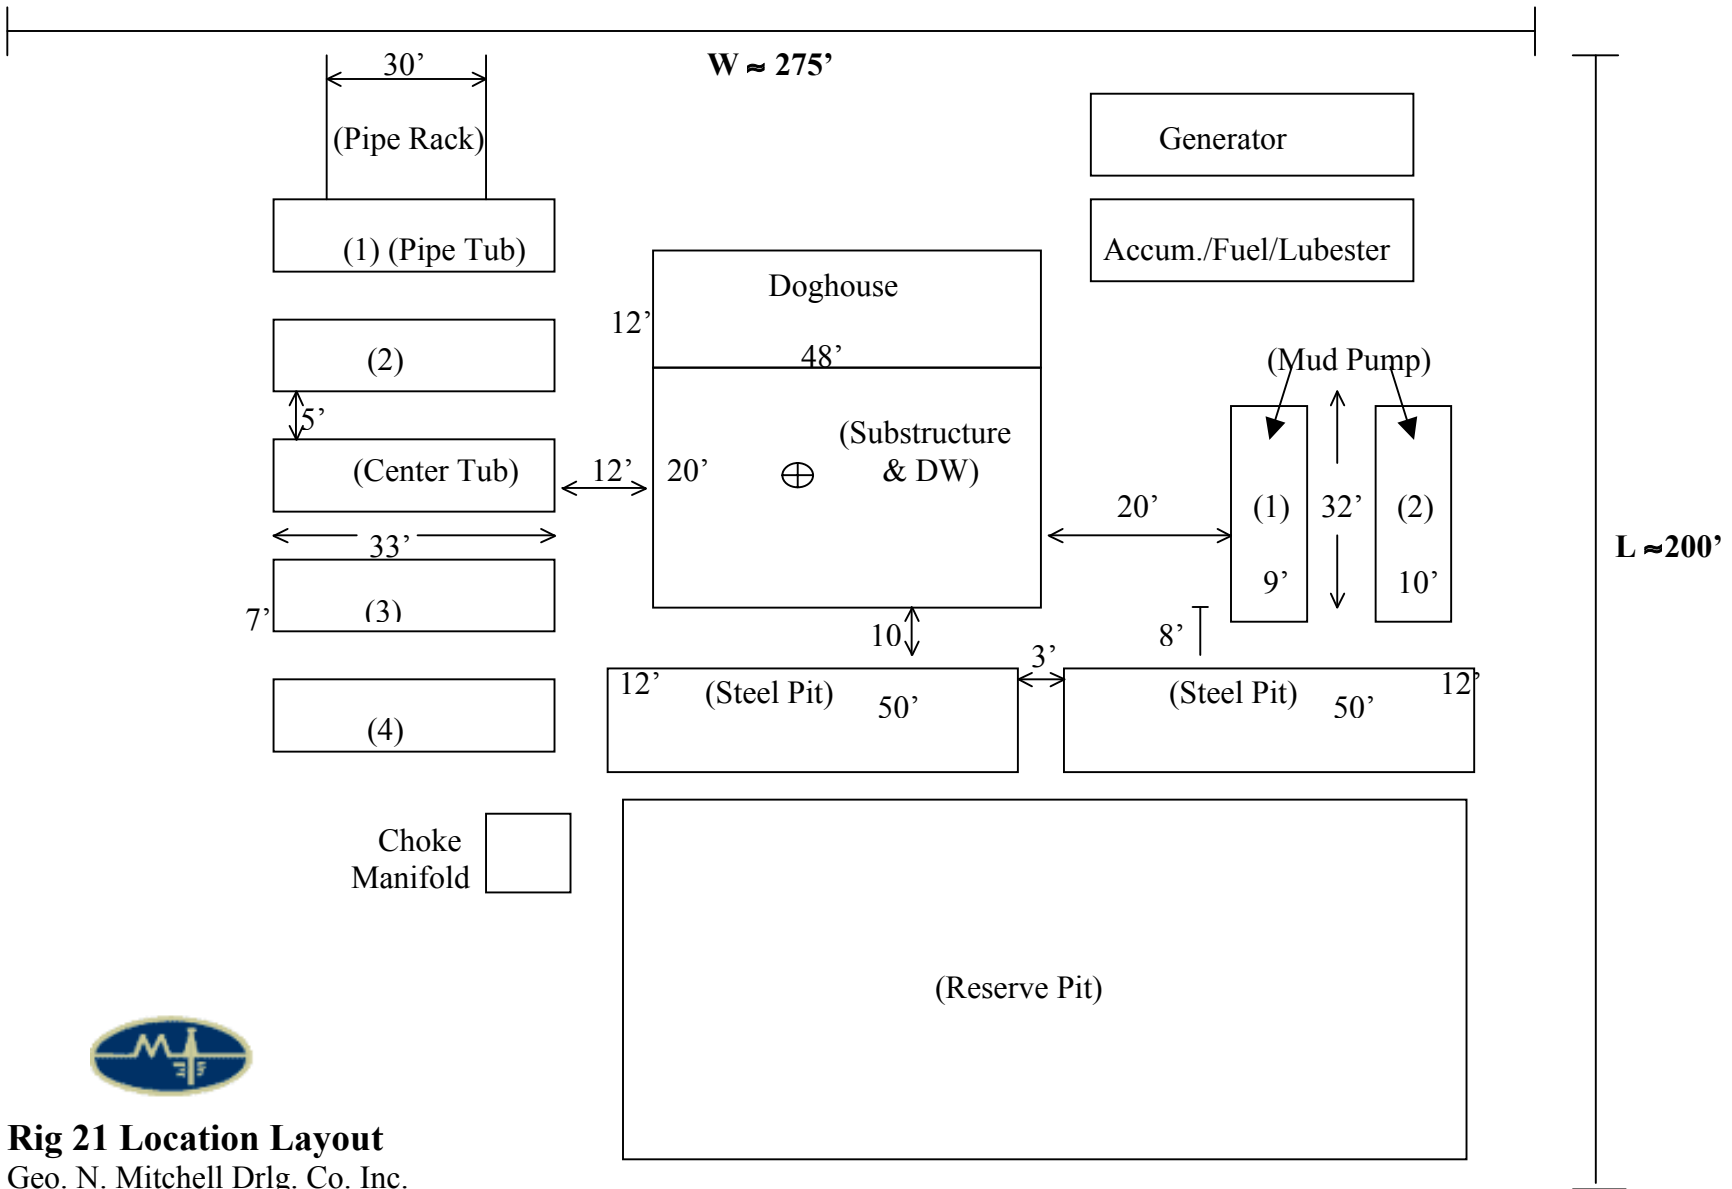 W ≈ 275’
30’
(Pipe Rack)
Generator
(1) (Pipe Tub)
Accum./Fuel/Lubester
Doghouse
12’
48’
(2)
(Mud Pump)
5’
(Substructure
& DW)
(Center Tub)
12’
20’
20’
(1)
32’
(2)
33’
L ≈200’
9’
10’
(3)
7’
10
8’
3’
12’
(Steel Pit)
50’
(Steel Pit)
50’
12’
(4)
Choke
Manifold
(Reserve Pit)
M
Rig 21 Location Layout
Geo. N. Mitchell Drlg. Co. Inc.